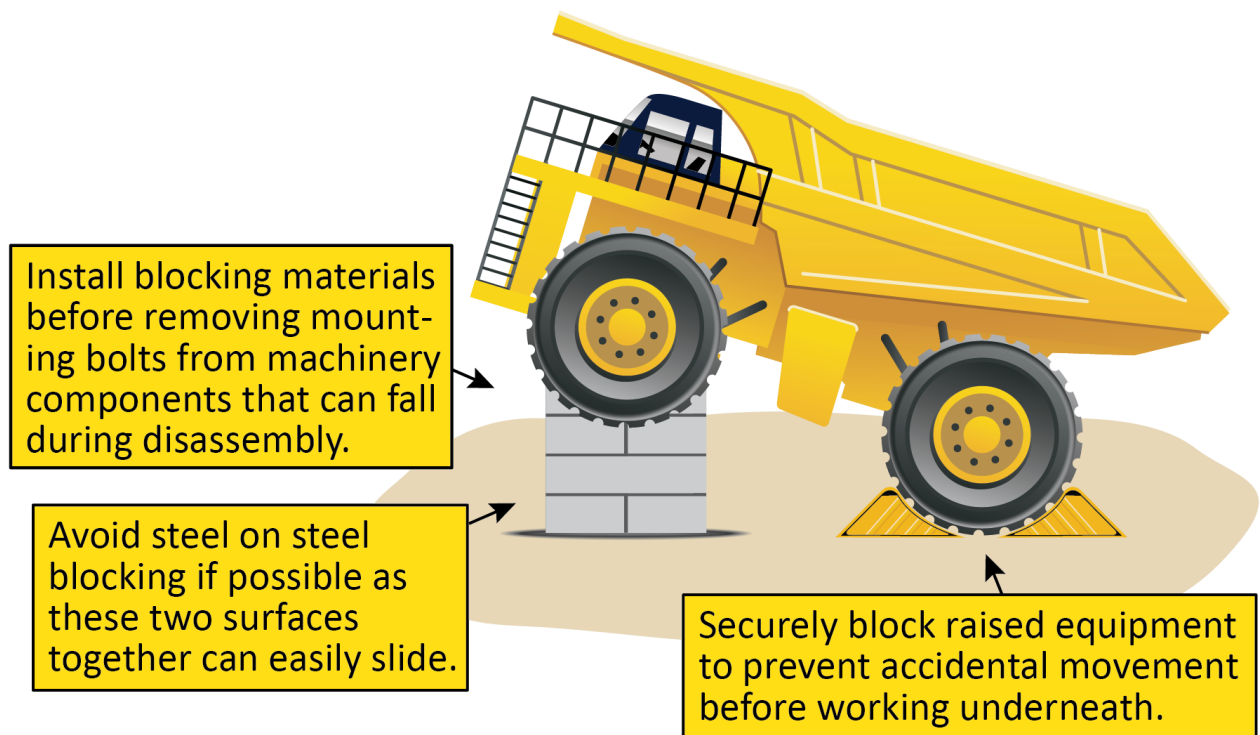 Install blocking materials
before removing mount-
ing bolts from machinery
components that can fall
during disassembly.
Avoid steel on steel
blocking if possible as
these two surfaces
together can easily slide.
Securely block raised equipment
to prevent accidental movement
before working underneath.